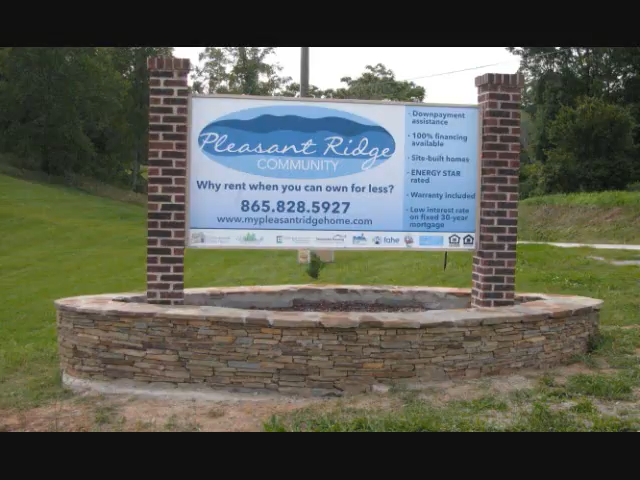 Pleasant Ridge
COMMUNITY
Why rent when you can own for less?
865.828.5927
www.mypleasantridgehome.com
· Downpayment
assistance
· 100% financing
available
· Site-built homes
· ENERGY STAR
rated
· Warranty included
· Low interest rate
on fixed 30-year
mortgage
fahe